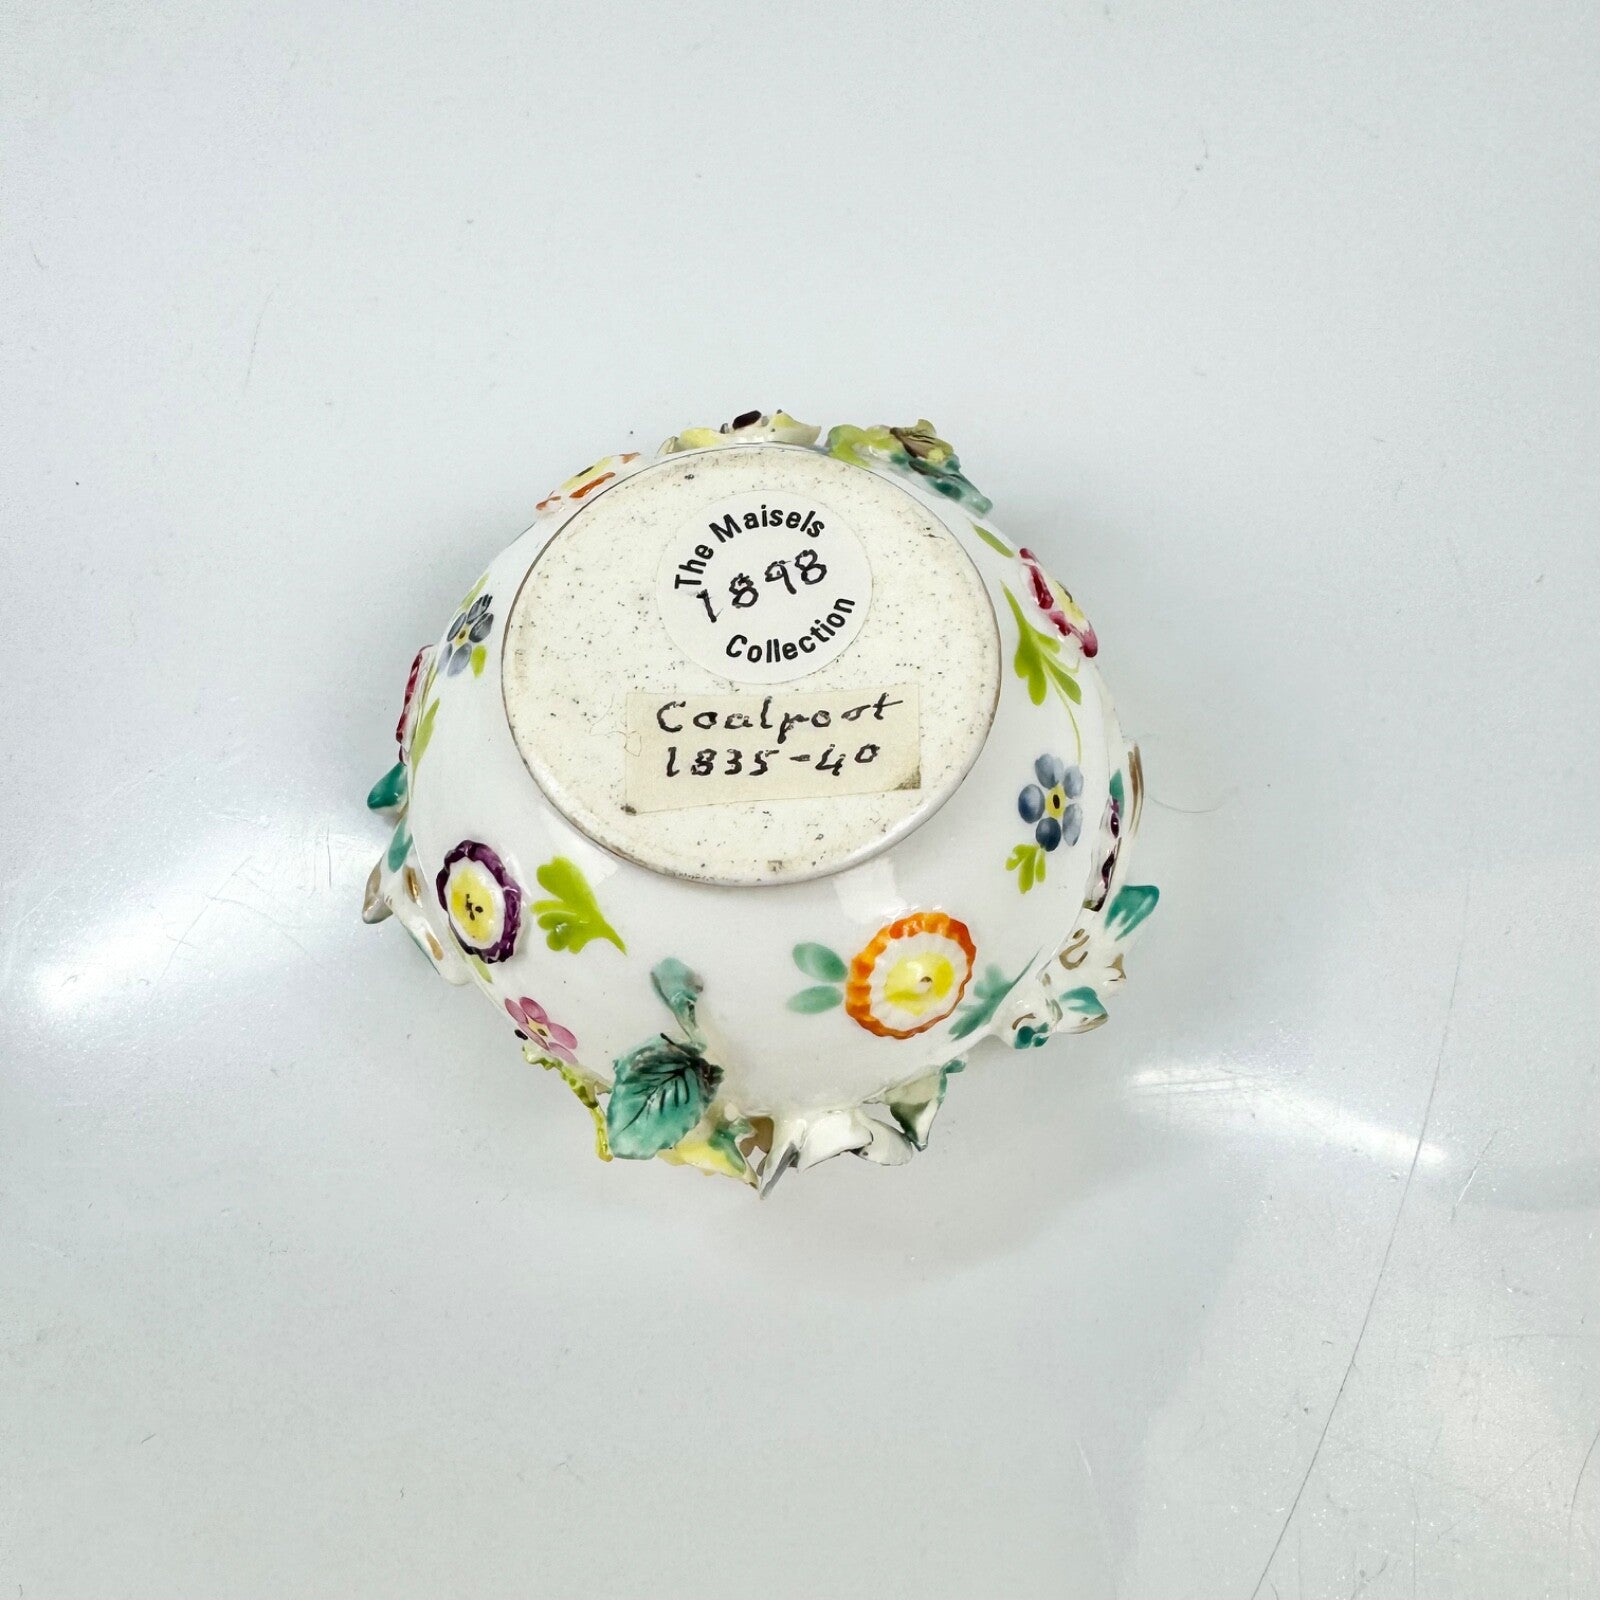 The Maisels
1898
Collection
Coalport
1835-40